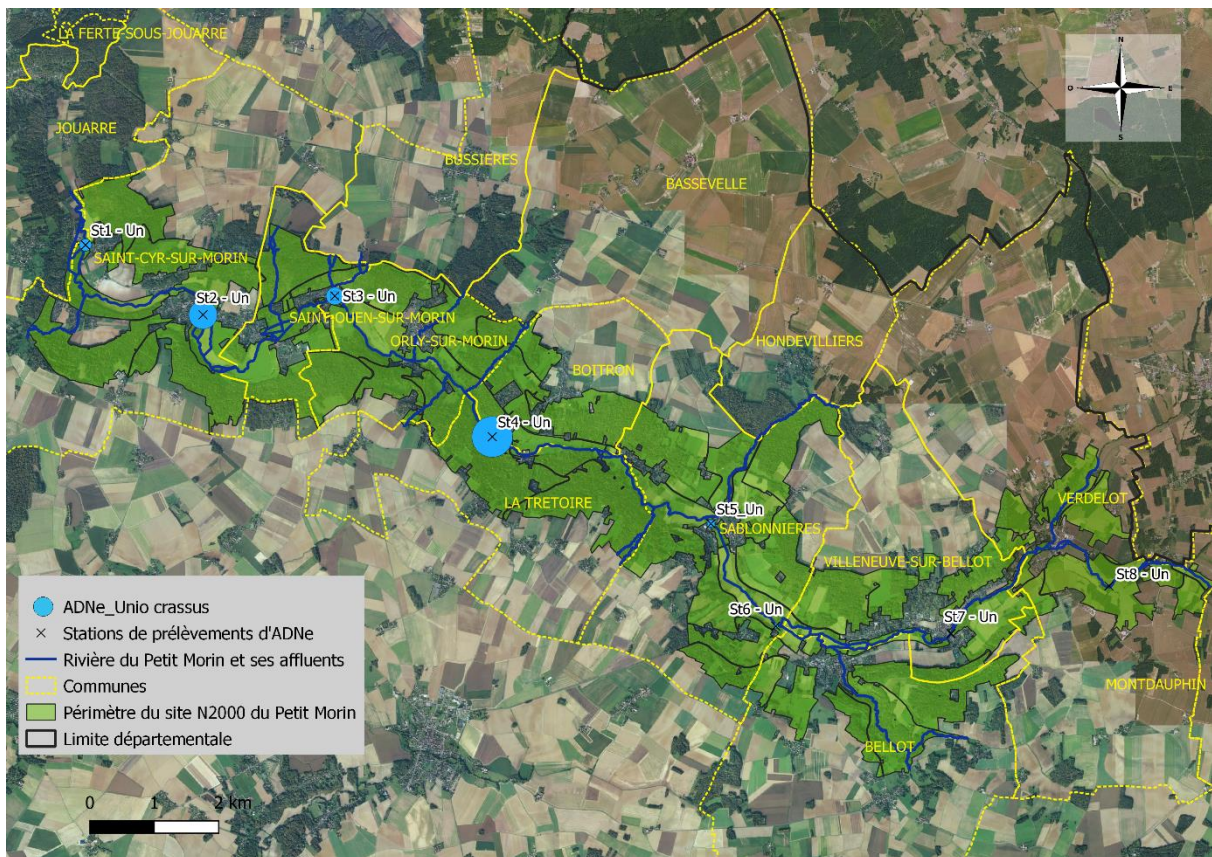 LA FERTE-SOUS-JOUARRE
N
O
E
S
JOUARRE
BUSSIERES
BASSEVELLE
St1 - Un
SAINT-CYR-SUR-MORIN
St2 - Un
St3 - Un
SAINT-OUEN-SUR-MORIN
ORLY-SUR-MORIN
HONDEVILLIERS
BOITRON
St4 - Un
LA TRETOIRE
VERDELOT
St5_Un
SABLONNIERES
VILLENEUVE-SUR-BELLOT
St8 - Un
St6 - Un
St7 - Un
MONTDAUPHIN
BELLOT
ADNe_Unio crassus
Stations de prélèvements d'ADNe
Rivière du Petit Morin et ses affluents
Communes
Périmètre du site N2000 du Petit Morin
Limite départementale
0 1 2 km